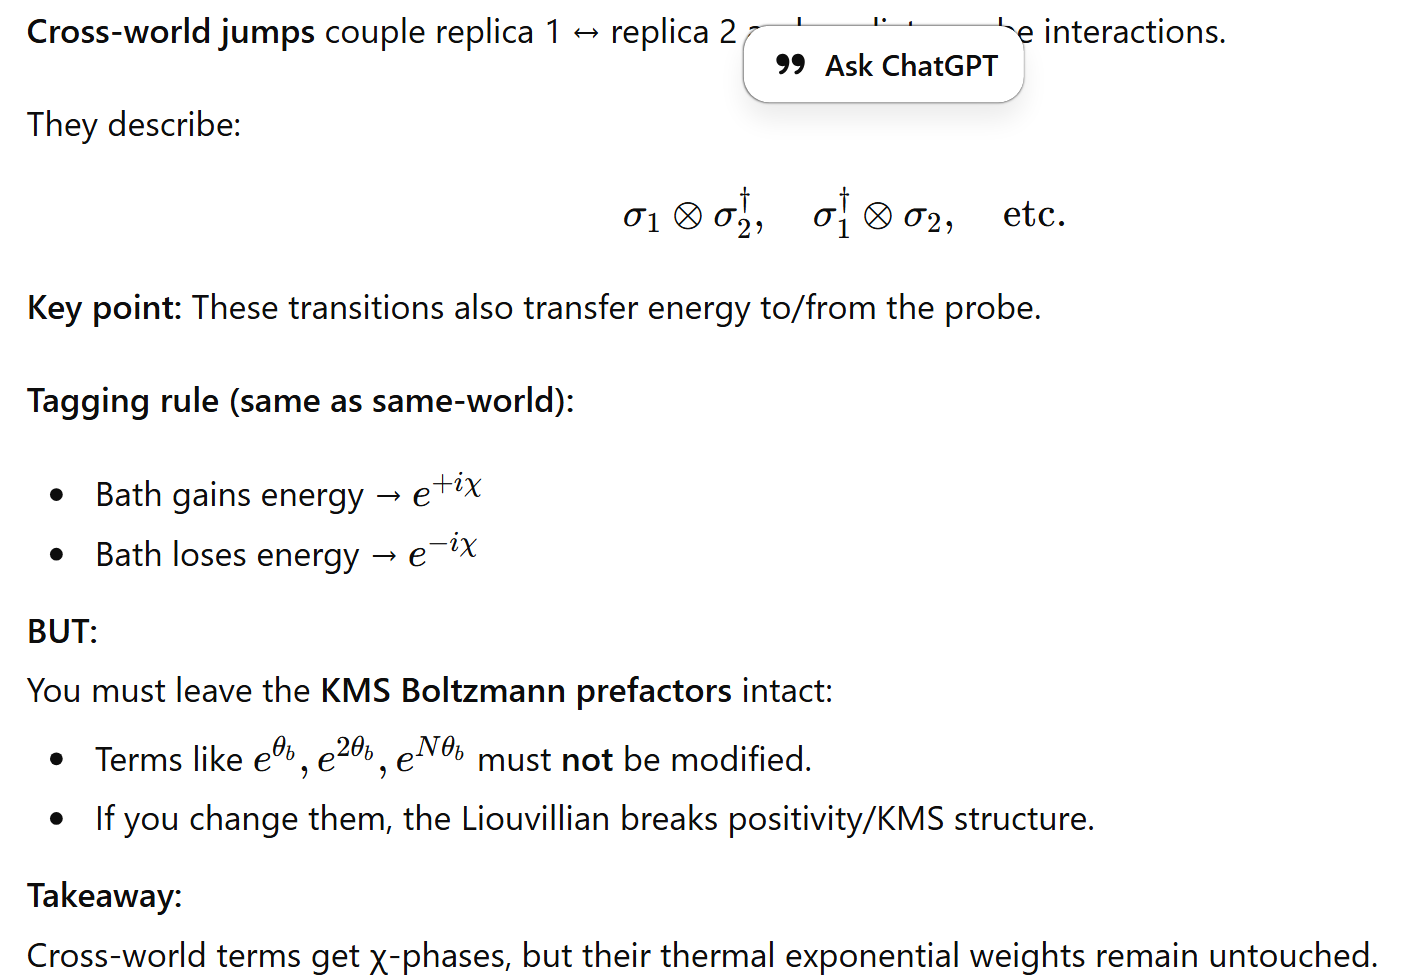 Cross-world jumps couple replica 1 ↔ replica 2 interactions.
❞ Ask ChatGPT
They describe:
σ₁ ⊗ σ₂†, σ₁† ⊗ σ₂, etc.
Key point: These transitions also transfer energy to/from the probe.
Tagging rule (same as same-world):
• Bath gains energy → e^{+iχ}
• Bath loses energy → e^{−iχ}
BUT:
You must leave the KMS Boltzmann prefactors intact:
• Terms like e^{θ_b}, e^{2θ_b}, e^{Nθ_b} must not be modified.
• If you change them, the Liouvillian breaks positivity/KMS structure.
Takeaway:
Cross-world terms get χ-phases, but their thermal exponential weights remain untouched.